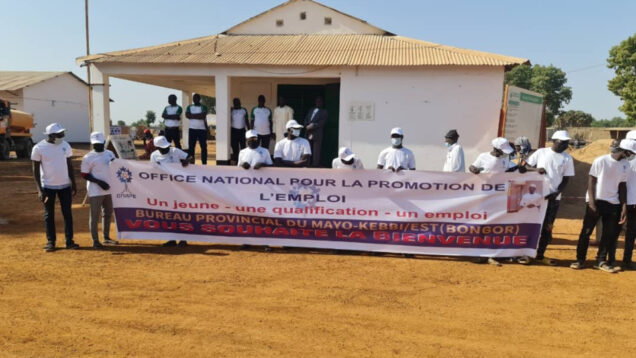 OFFICE NATIONAL POUR LA PROMOTION DE
L'EMPLOI
Un jeune - une qualification - un emploi
BUREAU PROVINCIAL DU MAYO-KEBBI/EST(BONGOR)
VOUS SOUHAITE LA BIENVENUE
ONAPE